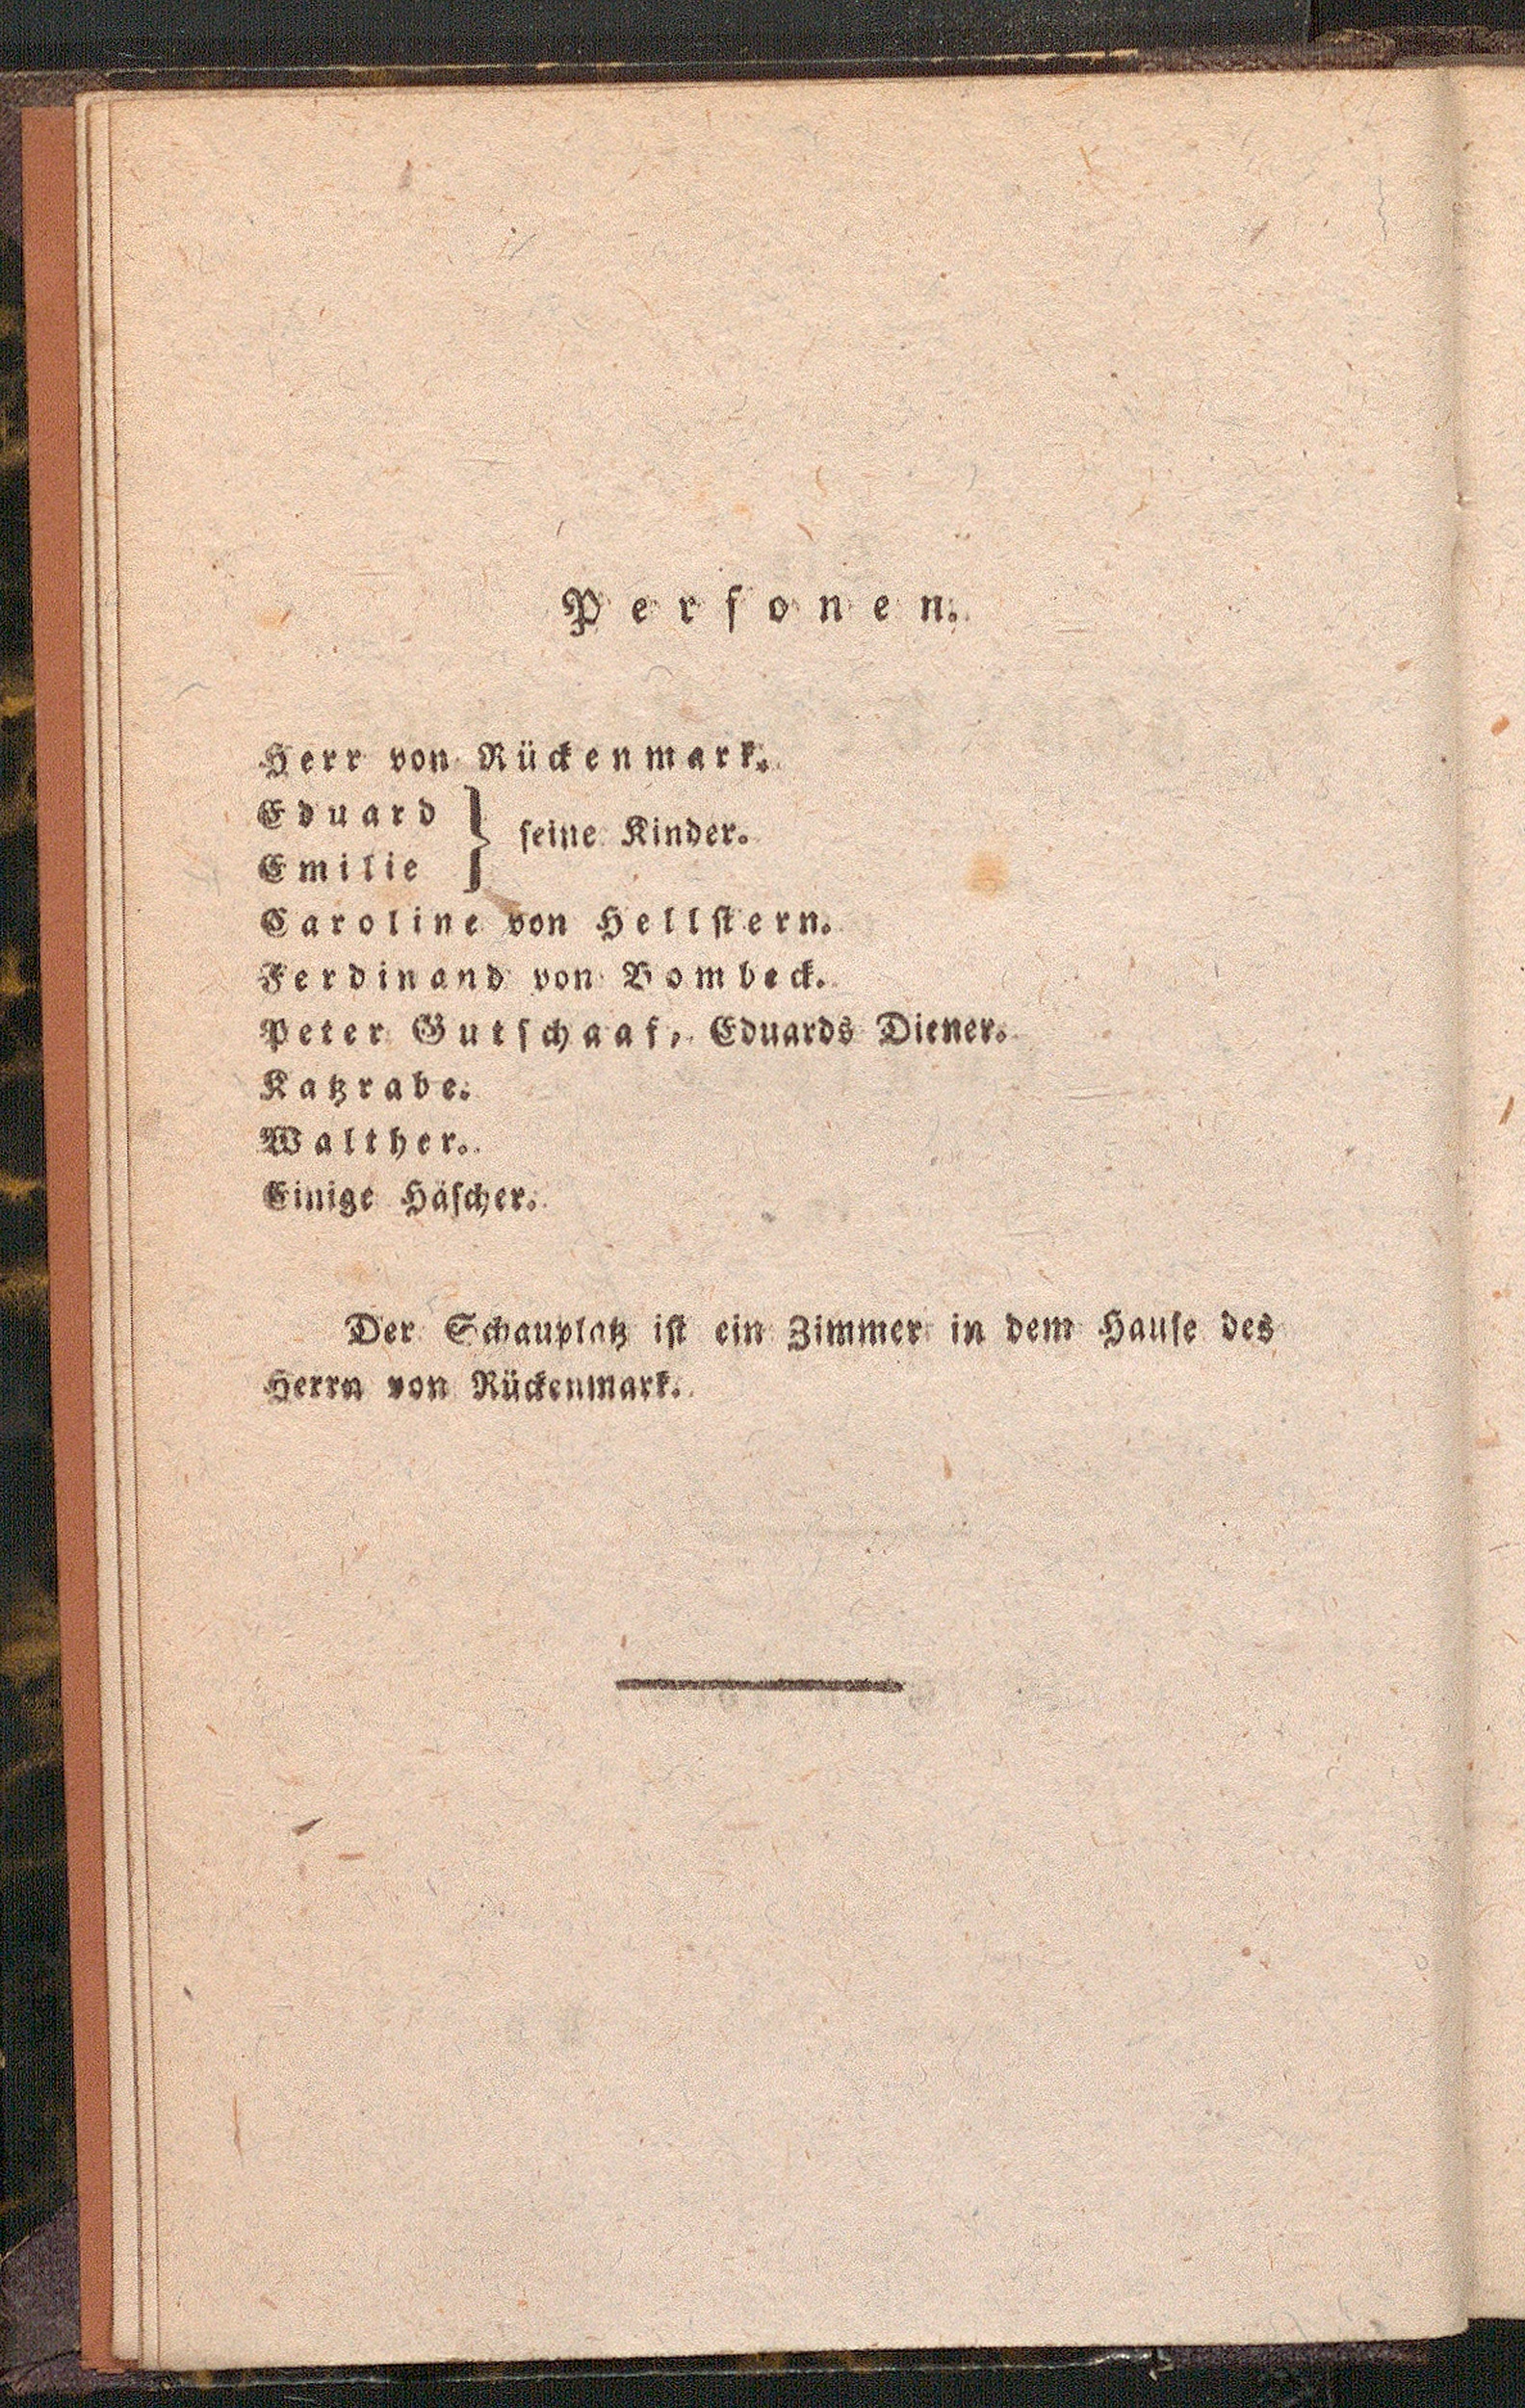 Personen.
Herr von Rückenmark.
Eduard
Emilie } seine Kinder.
Caroline von Hellstern.
Ferdinand von Bombeck.
Peter Gutschaaf, Eduards Diener.
Katzrabe.
Walther.
Einige Häscher.
Der Schauplatz ist ein Zimmer in dem Hause des
Herrn von Rückenmark.